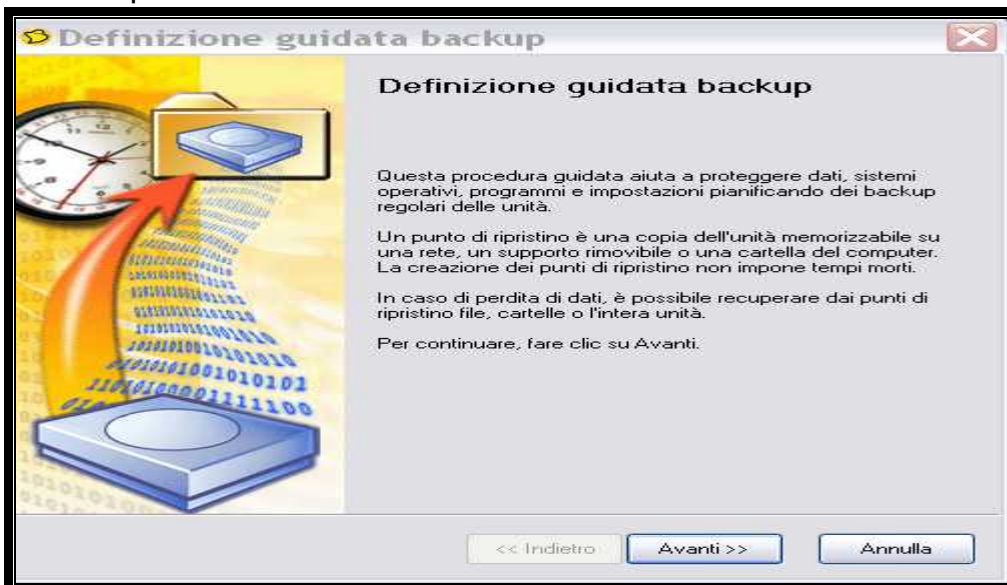 Definizione guidata backup
Definizione guidata backup
Questa procedura guidata aiuta a proteggere dati, sistemi
operativi, programmi e impostazioni pianificando dei backup
regolari delle unità.
Un punto di ripristino è una copia dell'unità memorizzabile su
una rete, un supporto rimovibile o una cartella del computer.
La creazione dei punti di ripristino non impone tempi morti.
In caso di perdita di dati, è possibile recuperare dai punti di
ripristino file, cartelle o l'intera unità.
Per continuare, fare clic su Avanti.
<< Indietro Avanti >> Annulla